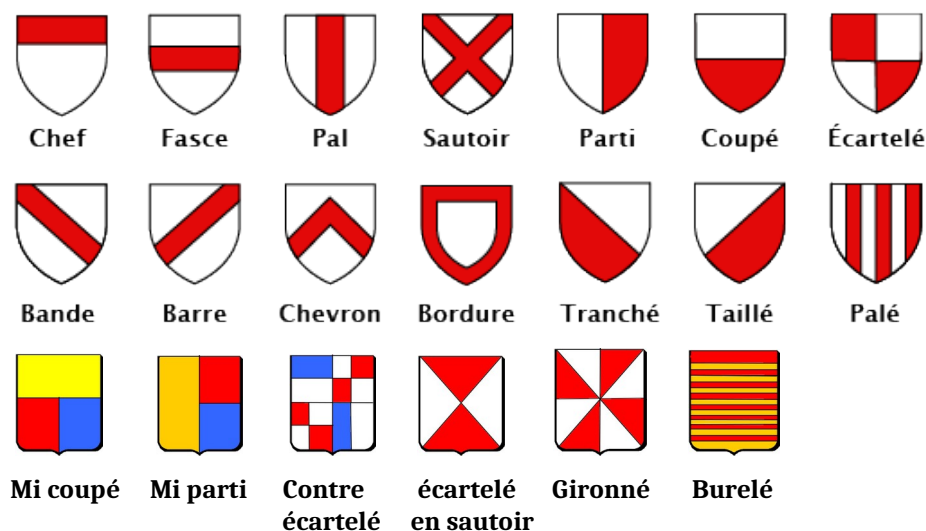 Chef Fasce Pal Sautoir Parti Coupé Écartelé
Bande Barre Chevron Bordure Tranché Taillé Palé
Mi coupé Mi parti Contre écartelé Gironné Burelé
écartelé en sautoir